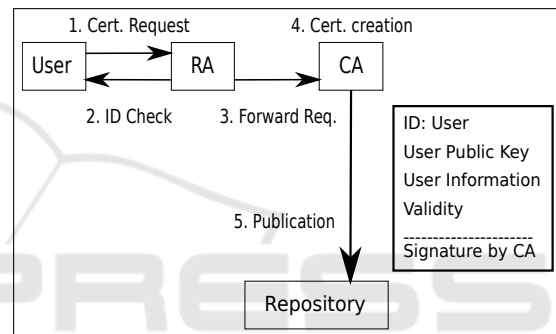 1. Cert. Request
4. Cert. creation
User
RA
CA
2. ID Check
3. Forward Req.
ID: User
User Public Key
User Information
Validity
Signature by CA
5. Publication
Repository
PRESS